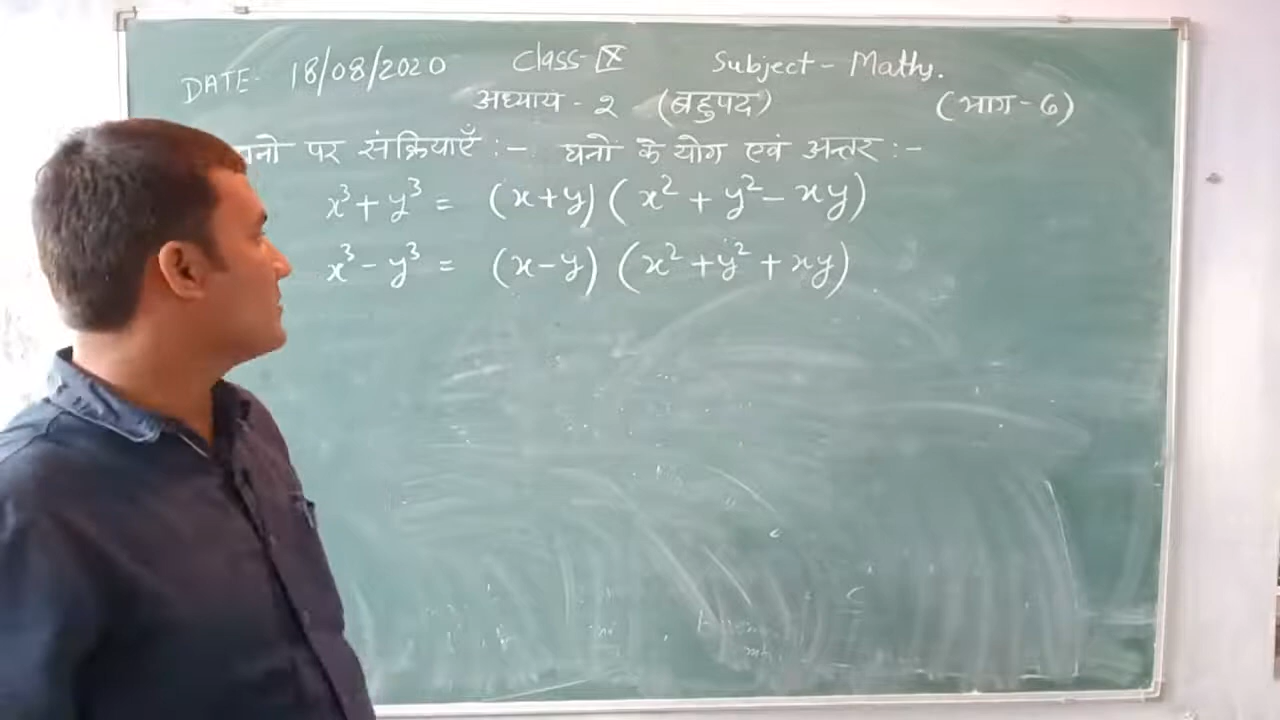 DATE- 18/08/2020 Class-IX Subject - Maths.
अध्याय - २ (बहुपद) (भाग - 6)
पर संक्रियाएँ :- घनो के योग एवं अन्तर :-
x³ + y³ = (x+y) (x² + y² - xy)
x³ - y³ = (x-y) (x² + y² + xy)